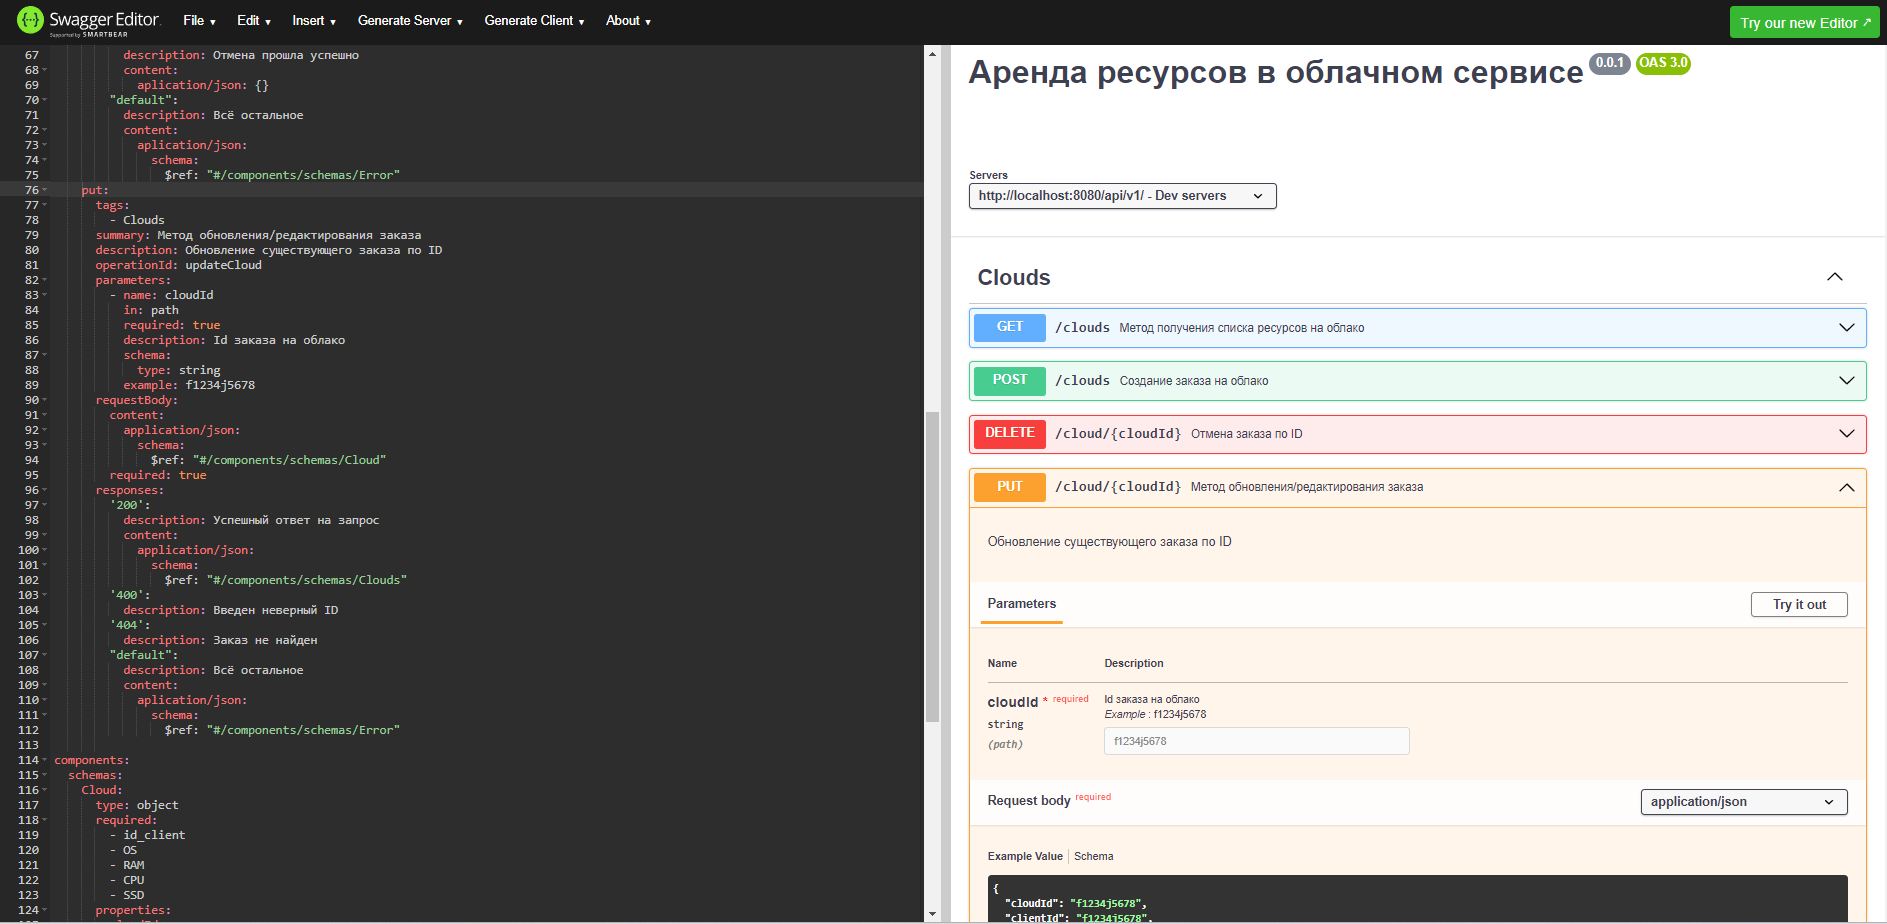 Swagger Editor
Supported by SMARTBEAR
File
Edit
Insert
Generate Server
Generate Client
About
Try our new Editor ↗
67 description: Отмена прошла успешно
68 content:
69 aplication/json: {}
70 "default":
71 description: Всё остальное
72 content:
73 aplication/json:
74 schema:
75 $ref: "#/components/schemas/Error"
76 put:
77 tags:
78 - Clouds
79 summary: Метод обновления/редактирования заказа
80 description: Обновление существующего заказа по ID
81 operationId: updateCloud
82 parameters:
83 - name: cloudId
84 in: path
85 required: true
86 description: Id заказа на облако
87 schema:
88 type: string
89 example: f1234j5678
90 requestBody:
91 content:
92 application/json:
93 schema:
94 $ref: "#/components/schemas/Cloud"
95 required: true
96 responses:
97 '200':
98 description: Успешный ответ на запрос
99 content:
100 application/json:
101 schema:
102 $ref: "#/components/schemas/Clouds"
103 '400':
104 description: Введен неверный ID
105 '404':
106 description: Заказ не найден
107 "default":
108 description: Всё остальное
109 content:
110 aplication/json:
111 schema:
112 $ref: "#/components/schemas/Error"
113
114 components:
115 schemas:
116 Cloud:
117 type: object
118 required:
119 - id_client
120 - OS
121 - RAM
122 - CPU
123 - SSD
124 properties:
Аренда ресурсов в облачном сервисе 0.0.1 OAS 3.0
Servers
http://localhost:8080/api/v1/ - Dev servers
Clouds
GET /clouds Метод получения списка ресурсов на облако
POST /clouds Создание заказа на облако
DELETE /cloud/{cloudId} Отмена заказа по ID
PUT /cloud/{cloudId} Метод обновления/редактирования заказа
Обновление существующего заказа по ID
Parameters
Try it out
Name Description
cloudId * required
string
(path)
Id заказа на облако
Example : f1234j5678
f1234j5678
Request body required
application/json
Example Value Schema
{
"cloudId": "f1234j5678",
"clientId": "f1234j5678",